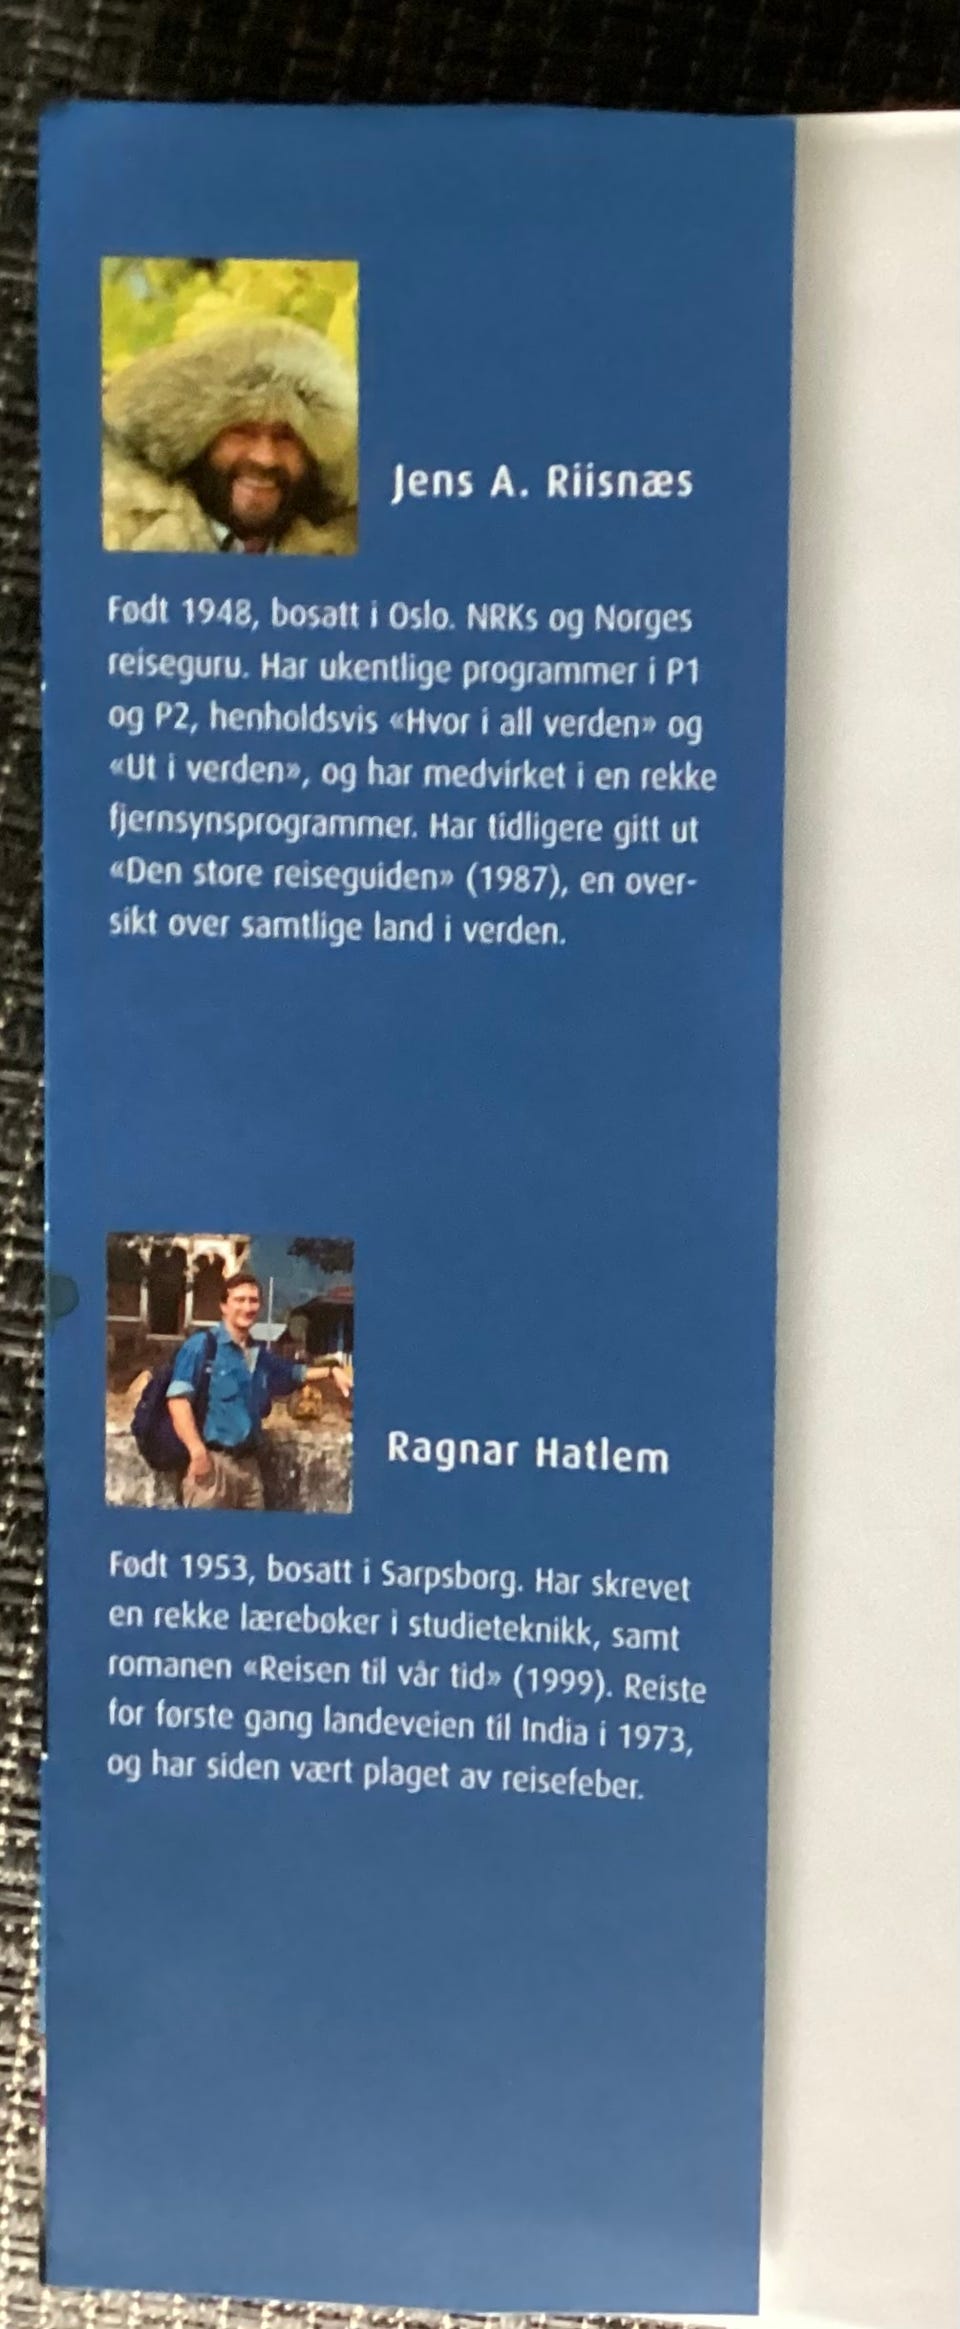 Jens A. Riisnæs
Født 1948, bosatt i Oslo. NRKs og Norges
reiseguru. Har ukentlige programmer i P1
og P2, henholdsvis «Hvor i all verden» og
«Ut i verden», og har medvirket i en rekke
fjernsynsprogrammer. Har tidligere gitt ut
«Den store reiseguiden» (1987), en over-
sikt over samtlige land i verden.
Ragnar Hatlem
Født 1953, bosatt i Sarpsborg. Har skrevet
en rekke lærebøker i studieteknikk, samt
romanen «Reisen til vår tid» (1999). Reiste
for første gang landeveien til India i 1973,
og har siden vært plaget av reisefeber.